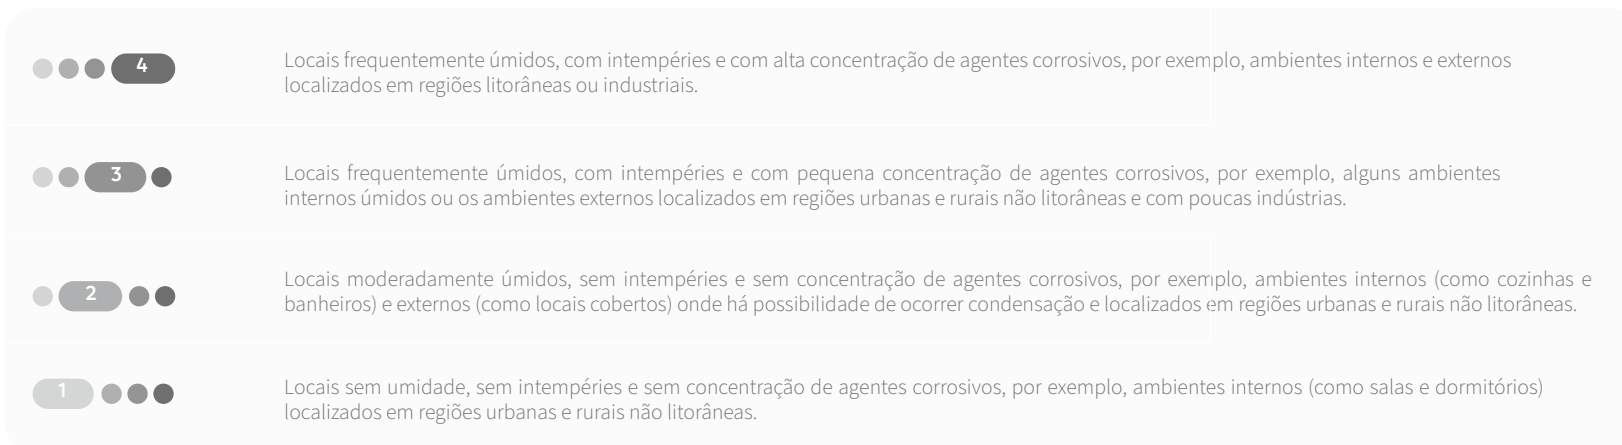 4
Locais frequentemente úmidos, com intempéries e com alta concentração de agentes corrosivos, por exemplo, ambientes internos e externos
localizados em regiões litorâneas ou industriais.
3
Locais frequentemente úmidos, com intempéries e com pequena concentração de agentes corrosivos, por exemplo, alguns ambientes
internos úmidos ou os ambientes externos localizados em regiões urbanas e rurais não litorâneas e com poucas indústrias.
2
Locais moderadamente úmidos, sem intempéries e sem concentração de agentes corrosivos, por exemplo, ambientes internos (como cozinhas e
banheiros) e externos (como locais cobertos) onde há possibilidade de ocorrer condensação e localizados em regiões urbanas e rurais não litorâneas.
1
Locais sem umidade, sem intempéries e sem concentração de agentes corrosivos, por exemplo, ambientes internos (como salas e dormitórios)
localizados em regiões urbanas e rurais não litorâneas.